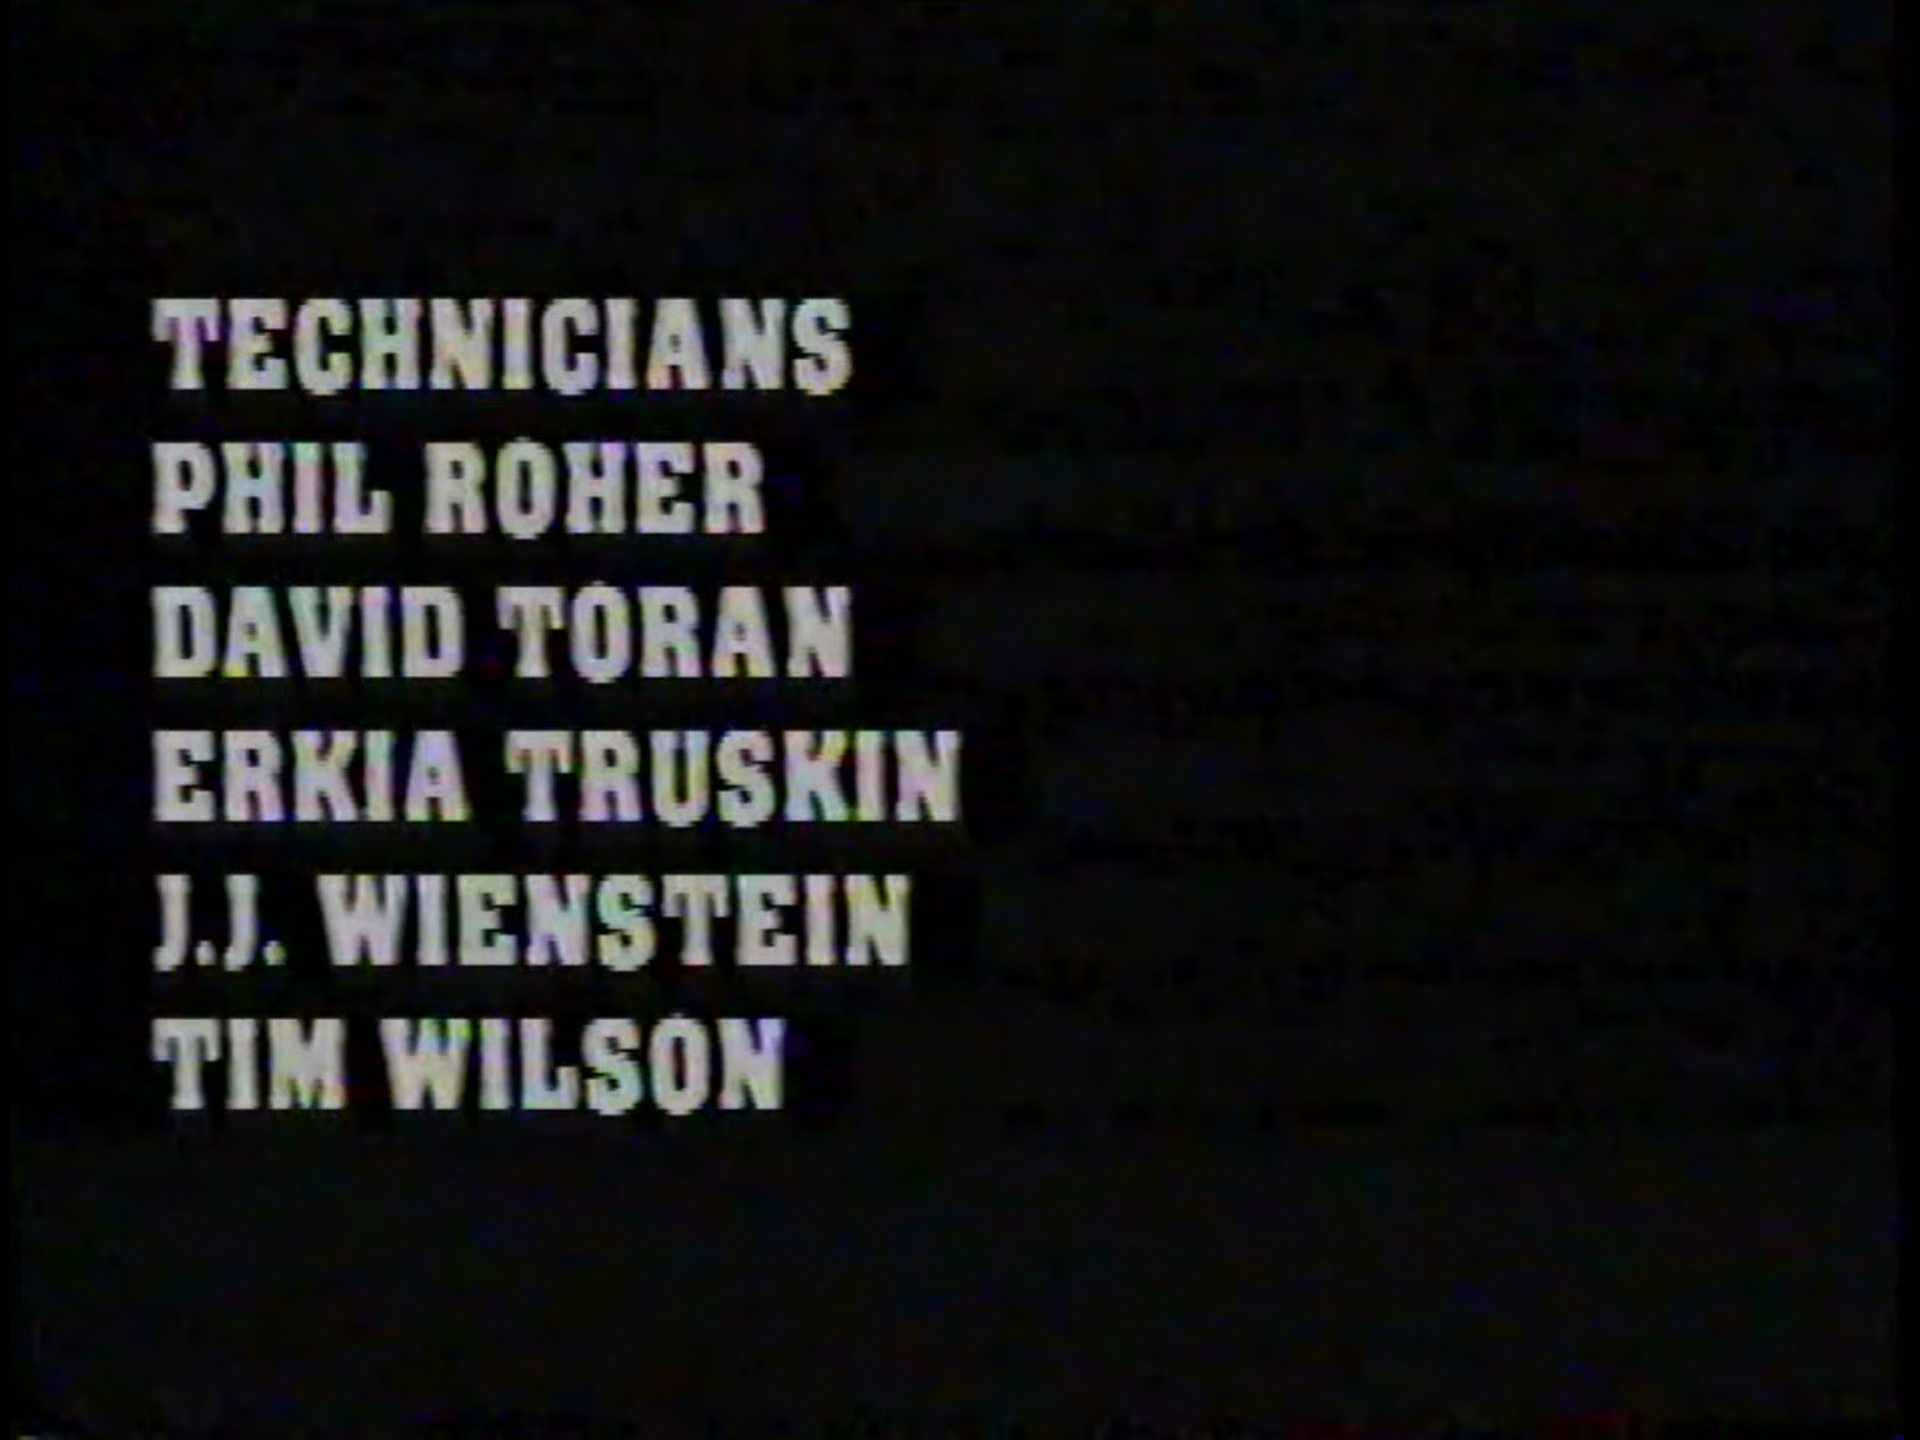 TECHNICIANS
PHIL ROHER
DAVID TORAN
ERKIA TRUSKIN
J.J. WIENSTEIN
TIM WILSON